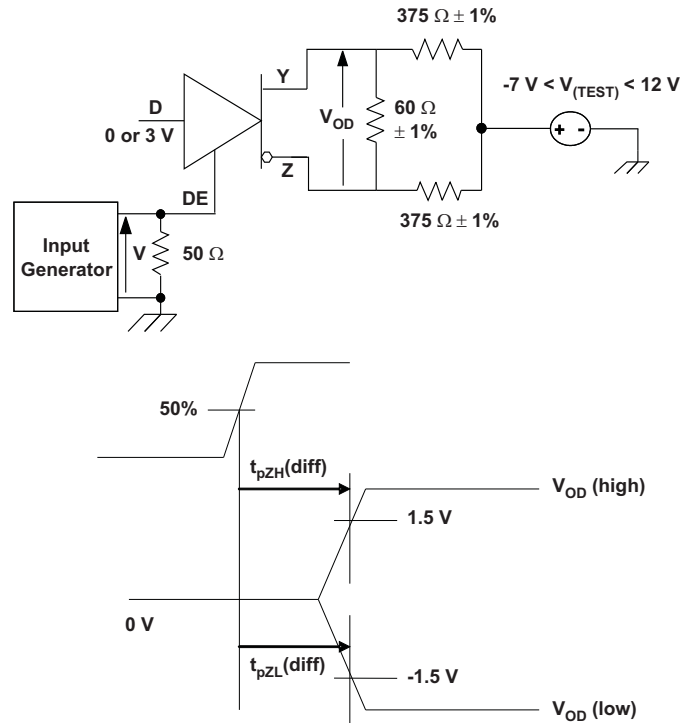 375 Ω ± 1%
Y
-7 V < V(TEST) < 12 V
D
0 or 3 V
VOD
60 Ω
± 1%
+ -
Z
DE
375 Ω ± 1%
Input
Generator
V
50 Ω
50%
tpZH(diff)
VOD (high)
1.5 V
0 V
tpZL(diff)
-1.5 V
VOD (low)